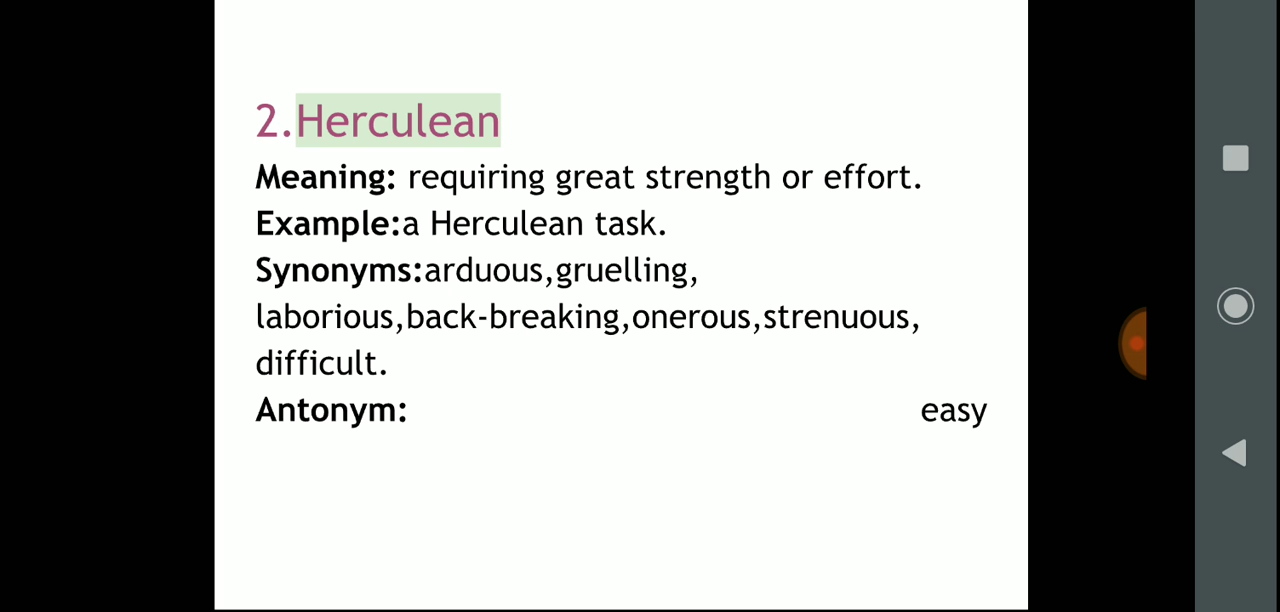 2.Herculean
Meaning: requiring great strength or effort.
Example:a Herculean task.
Synonyms:arduous,gruelling,
laborious,back-breaking,onerous,strenuous,
difficult.
Antonym: easy